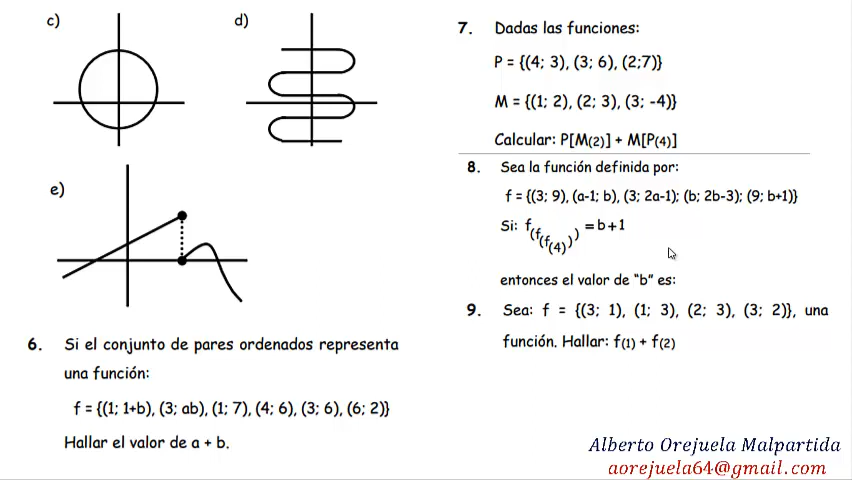 c)
d)
e)
6. Si el conjunto de pares ordenados representa
una función:
f = {(1; 1+b), (3; ab), (1; 7), (4; 6), (3; 6), (6; 2)}
Hallar el valor de a + b.
7. Dadas las funciones:
P = {(4; 3), (3; 6), (2;7)}
M = {(1; 2), (2; 3), (3; -4)}
Calcular: P[M(2)] + M[P(4)]
8. Sea la función definida por:
f = {(3; 9), (a-1; b), (3; 2a-1); (b; 2b-3); (9; b+1)}
Si: f(f(f(4))) = b+1
entonces el valor de “b” es:
9. Sea: f = {(3; 1), (1; 3), (2; 3), (3; 2)}, una
función. Hallar: f(1) + f(2)
Alberto Orejuela Malpartida
aorejuela64@gmail.com